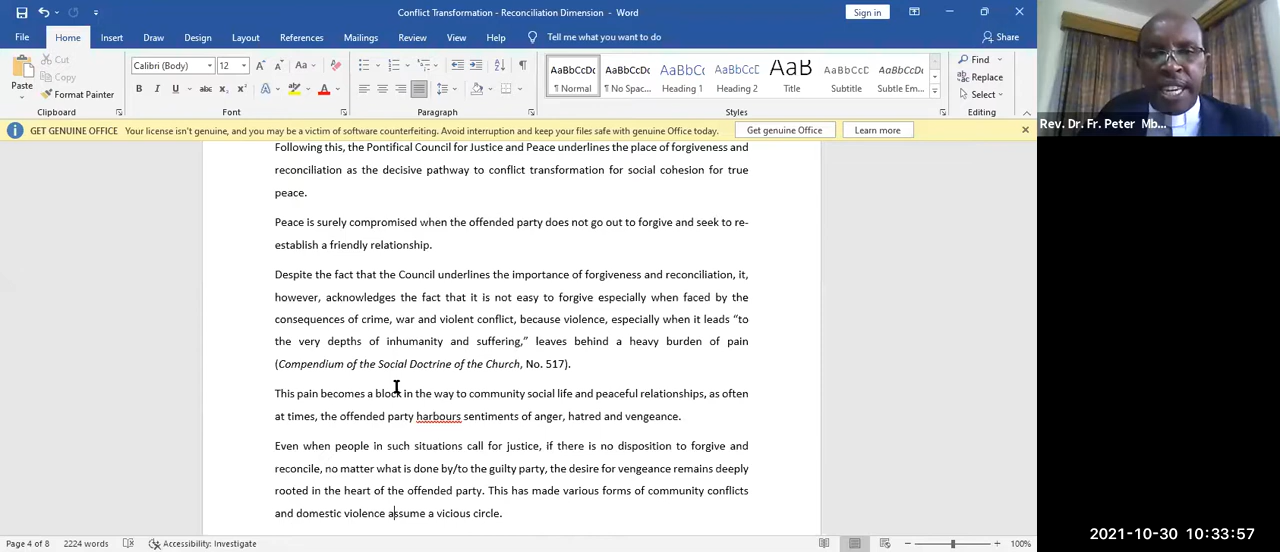 Conflict Transformation - Reconciliation Dimension - Word
Sign in
File Home Insert Draw Design Layout References Mailings Review View Help Tell me what you want to do Share
Paste
Cut
Copy
Format Painter
Clipboard
Calibri (Body) 12
B I U abc
Font
Paragraph
AaBbCcDc
¶ Normal
AaBbCcDc
¶ No Spac...
AaBbCc
Heading 1
AaBbCcC
Heading 2
AaB
Title
AaBbCcD
Subtitle
AaBbCcDc
Subtle Em...
Styles
Find
Replace
Select
Editing
GET GENUINE OFFICE Your license isn't genuine, and you may be a victim of software counterfeiting. Avoid interruption and keep your files safe with genuine Office today. Get genuine Office Learn more
Following this, the Pontifical Council for Justice and Peace underlines the place of forgiveness and
reconciliation as the decisive pathway to conflict transformation for social cohesion for true
peace.
Peace is surely compromised when the offended party does not go out to forgive and seek to re-
establish a friendly relationship.
Despite the fact that the Council underlines the importance of forgiveness and reconciliation, it,
however, acknowledges the fact that it is not easy to forgive especially when faced by the
consequences of crime, war and violent conflict, because violence, especially when it leads “to
the very depths of inhumanity and suffering,” leaves behind a heavy burden of pain
(Compendium of the Social Doctrine of the Church, No. 517).
This pain becomes a block in the way to community social life and peaceful relationships, as often
at times, the offended party harbours sentiments of anger, hatred and vengeance.
Even when people in such situations call for justice, if there is no disposition to forgive and
reconcile, no matter what is done by/to the guilty party, the desire for vengeance remains deeply
rooted in the heart of the offended party. This has made various forms of community conflicts
and domestic violence assume a vicious circle.
Page 4 of 8 2224 words Accessibility: Investigate 100%
Rev. Dr. Fr. Peter Mb...
2021-10-30 10:33:57